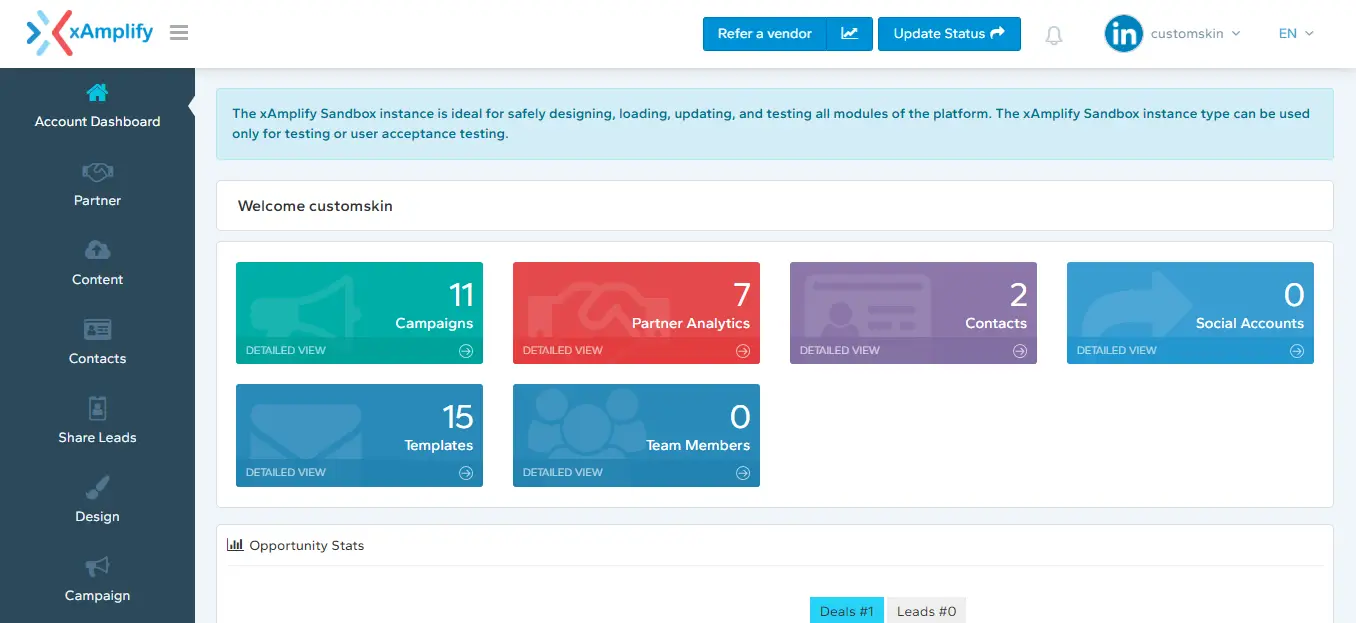 xAmplify
Refer a vendor
Update Status
in
customskin
EN
Account Dashboard
Partner
Content
Contacts
Share Leads
Design
Campaign
The xAmplify Sandbox instance is ideal for safely designing, loading, updating, and testing all modules of the platform. The xAmplify Sandbox instance type can be used
only for testing or user acceptance testing.
Welcome customskin
11
Campaigns
DETAILED VIEW
7
Partner Analytics
DETAILED VIEW
2
Contacts
DETAILED VIEW
0
Social Accounts
DETAILED VIEW
15
Templates
DETAILED VIEW
0
Team Members
DETAILED VIEW
Opportunity Stats
Deals #1
Leads #0